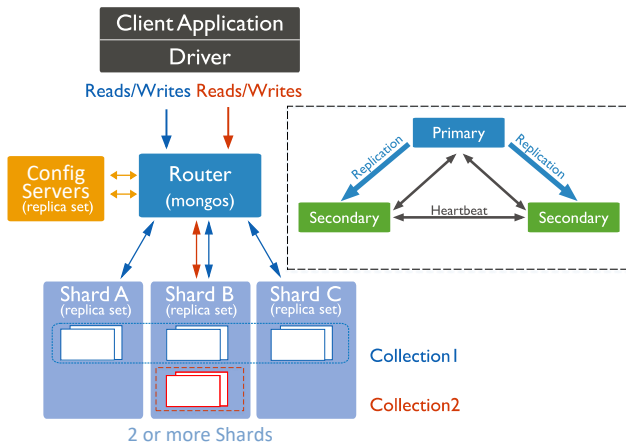 Client Application
Driver
Reads/Writes Reads/Writes
Config
Servers
(replica set)
Router
(mongos)
Primary
Replication
Replication
Secondary
Heartbeat
Secondary
Shard A
(replica set)
Shard B
(replica set)
Shard C
(replica set)
Collection1
Collection2
2 or more Shards